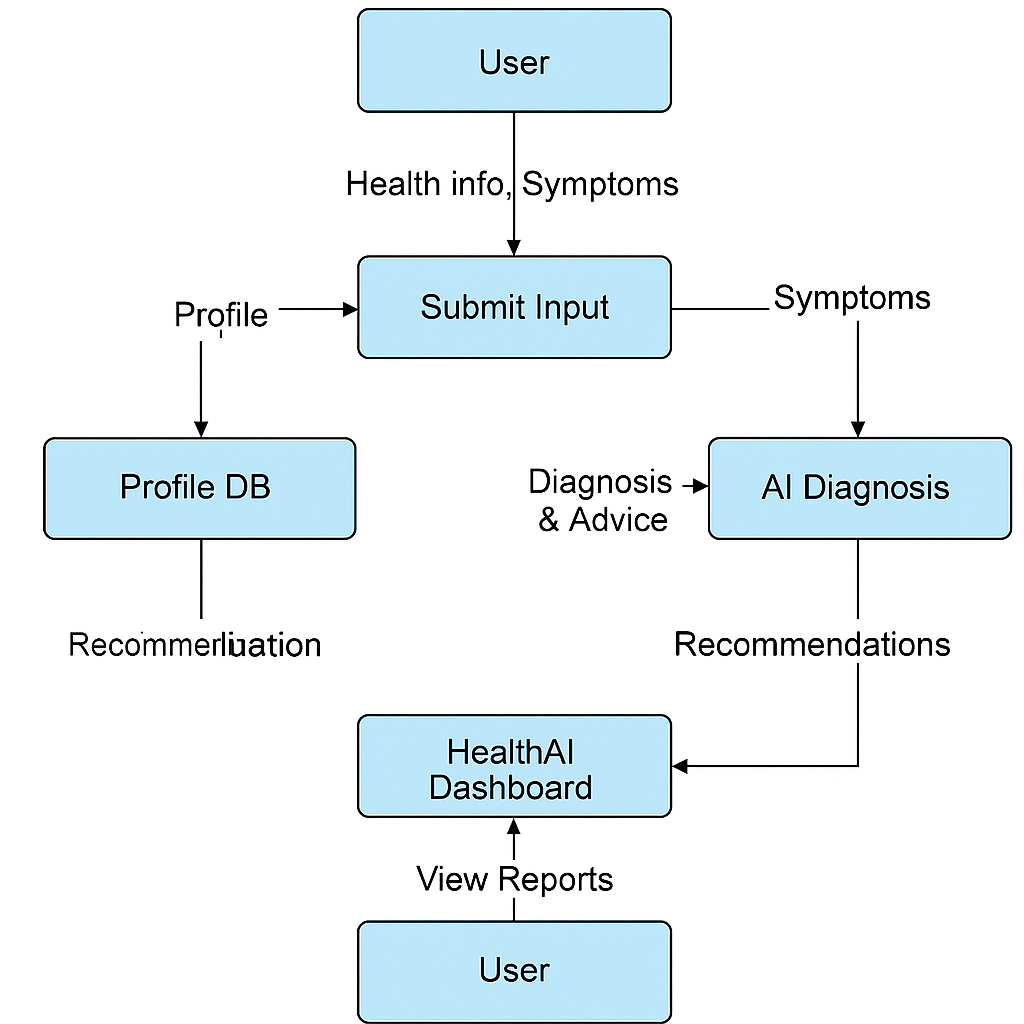 User
Health info, Symptoms
Profile
Submit Input
Symptoms
Profile DB
Diagnosis
& Advice
AI Diagnosis
Recommendations
HealthAI
Dashboard
View Reports
User